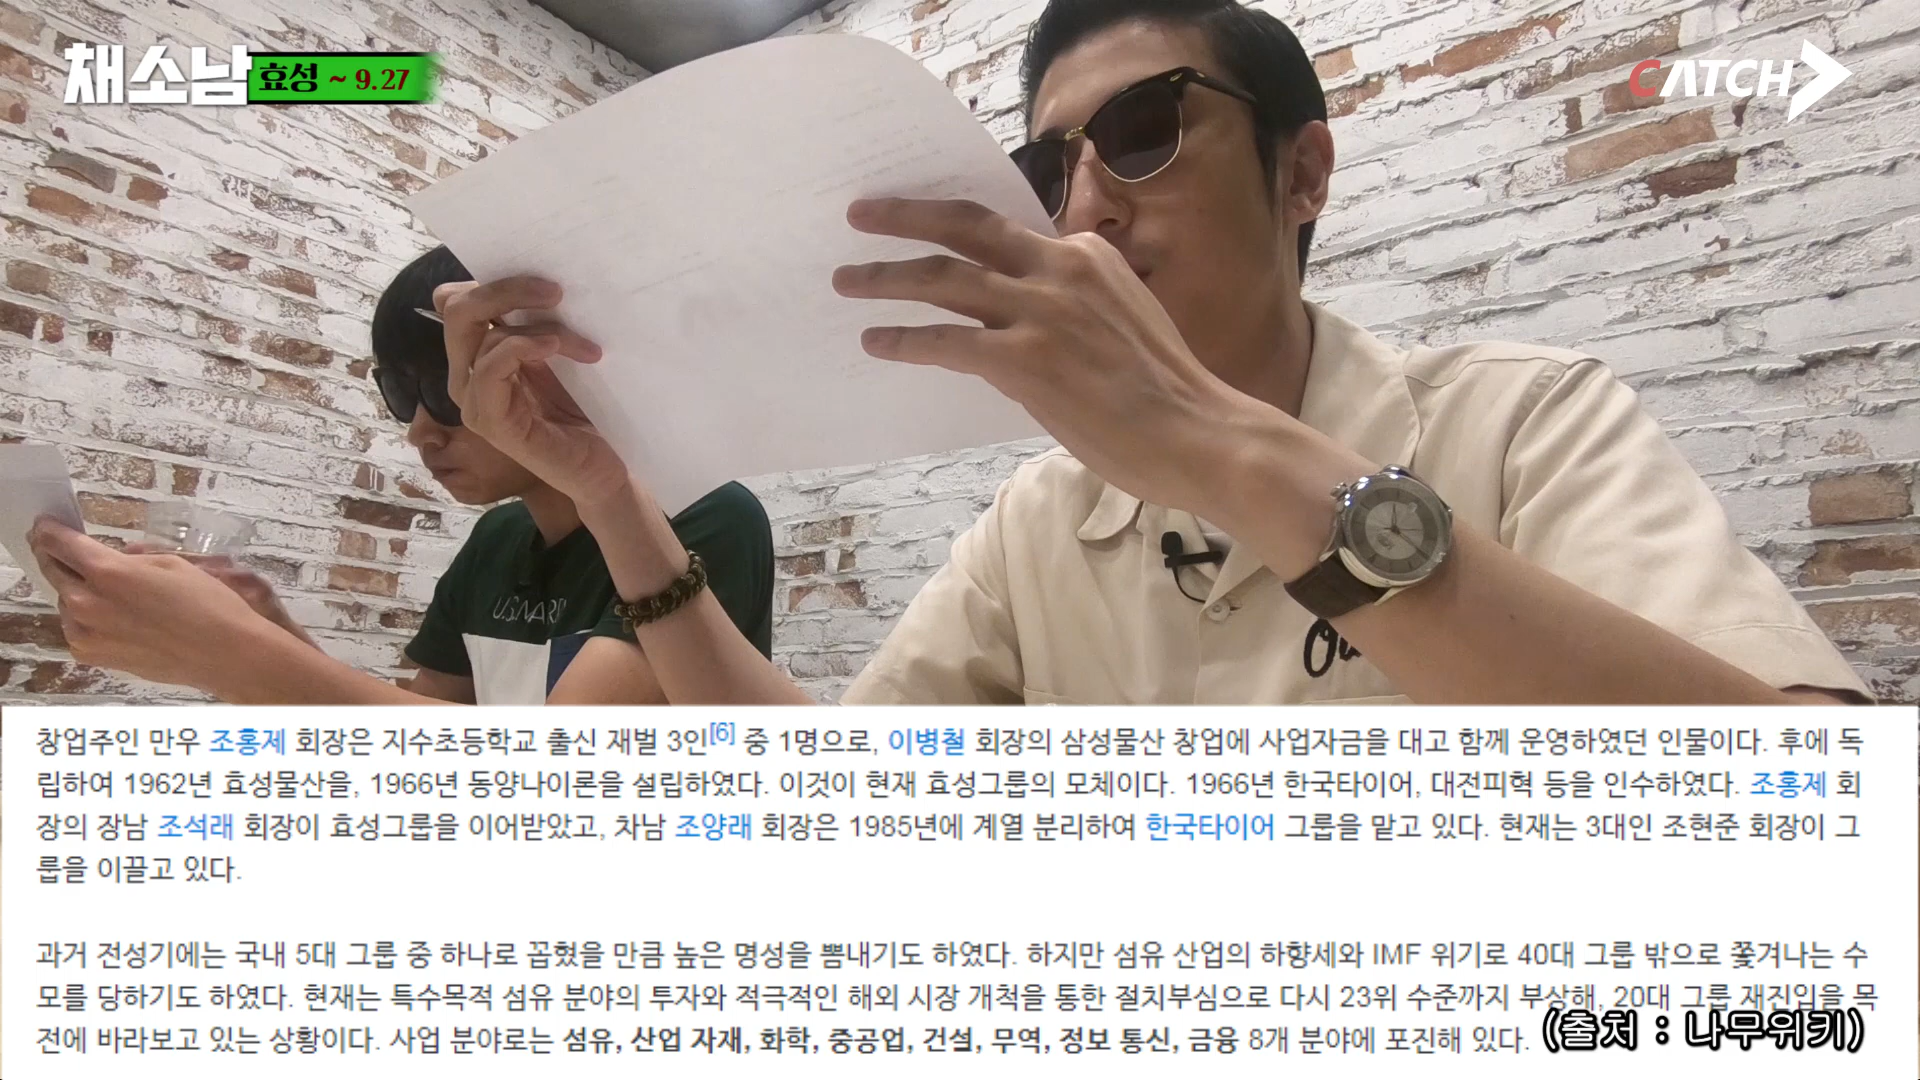 채소남 효성 ~ 9.27
CATCH
U.S.NAV
Ou
창업주인 만우 조홍제 회장은 지수초등학교 출신 재벌 3인[6] 중 1명으로, 이병철 회장의 삼성물산 창업에 사업자금을 대고 함께 운영하였던 인물이다. 후에 독
립하여 1962년 효성물산을, 1966년 동양나이론을 설립하였다. 이것이 현재 효성그룹의 모체이다. 1966년 한국타이어, 대전피혁 등을 인수하였다. 조홍제 회
장의 장남 조석래 회장이 효성그룹을 이어받았고, 차남 조양래 회장은 1985년에 계열 분리하여 한국타이어 그룹을 맡고 있다. 현재는 3대인 조현준 회장이 그
룹을 이끌고 있다.
과거 전성기에는 국내 5대 그룹 중 하나로 꼽혔을 만큼 높은 명성을 뽐내기도 하였다. 하지만 섬유 산업의 하향세와 IMF 위기로 40대 그룹 밖으로 쫓겨나는 수
모를 당하기도 하였다. 현재는 특수목적 섬유 분야의 투자와 적극적인 해외 시장 개척을 통한 절치부심으로 다시 23위 수준까지 부상해, 20대 그룹 재진입을 목
전에 바라보고 있는 상황이다. 사업 분야로는 섬유, 산업 자재, 화학, 중공업, 건설, 무역, 정보 통신, 금융 8개 분야에 포진해 있다.
(출처 : 나무위키)